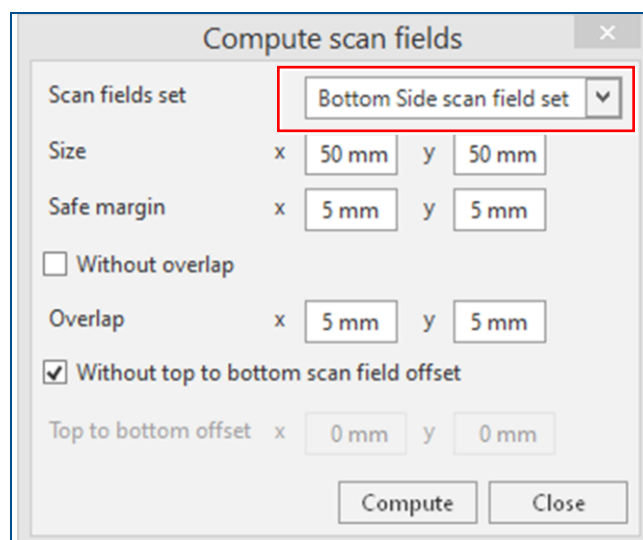 Compute scan fields
Scan fields set Bottom Side scan field set
Size x 50 mm y 50 mm
Safe margin x 5 mm y 5 mm
Without overlap
Overlap x 5 mm y 5 mm
Without top to bottom scan field offset
Top to bottom offset x 0 mm y 0 mm
Compute Close